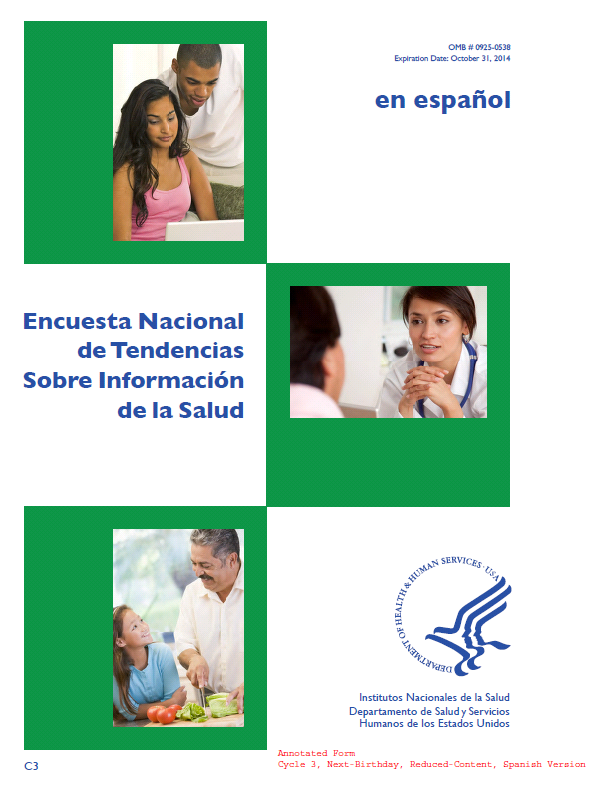 OMB # 0925-0538
Expiration Date: October 31, 2014
en español
Encuesta Nacional
de Tendencias
Sobre Información
de la Salud
DEPARTMENT OF HEALTH & HUMAN SERVICES · USA
Institutos Nacionales de la Salud
Departamento de Salud y Servicios
Humanos de los Estados Unidos
Annotated Form
Cycle 3, Next-Birthday, Reduced-Content, Spanish Version
C3